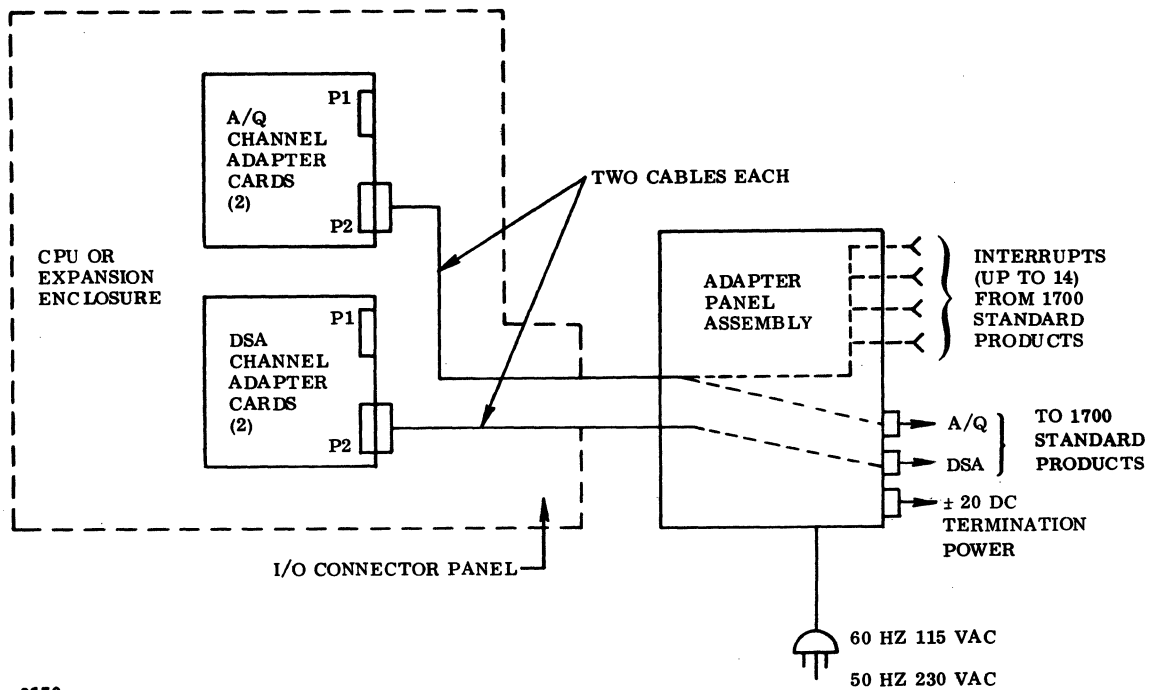 P1
A/Q
CHANNEL
ADAPTER
CARDS
(2)
P2
TWO CABLES EACH
CPU OR
EXPANSION
ENCLOSURE
P1
DSA
CHANNEL
ADAPTER
CARDS
(2)
P2
ADAPTER
PANEL
ASSEMBLY
INTERRUPTS
(UP TO 14)
FROM 1700
STANDARD
PRODUCTS
A/Q
DSA
TO 1700
STANDARD
PRODUCTS
± 20 DC
TERMINATION
POWER
I/O CONNECTOR PANEL
60 HZ 115 VAC
50 HZ 230 VAC